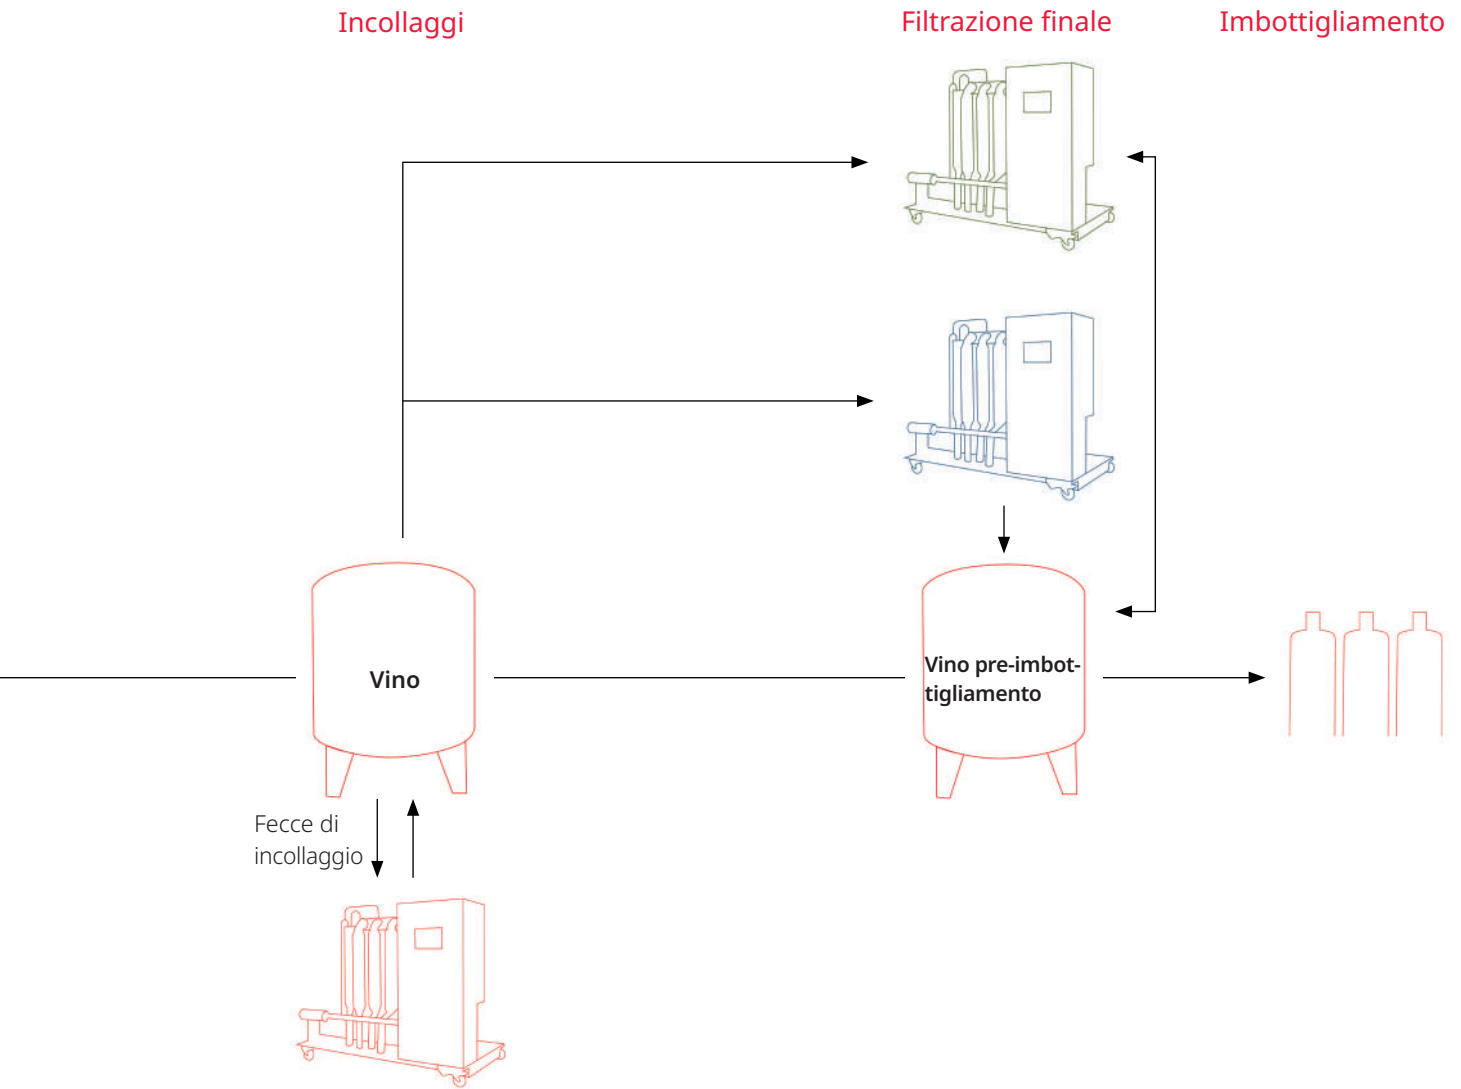 Incollaggi
Filtrazione finale
Imbottigliamento
Vino
Vino pre-imbot-
tigliamento
Fecce di
incollaggio